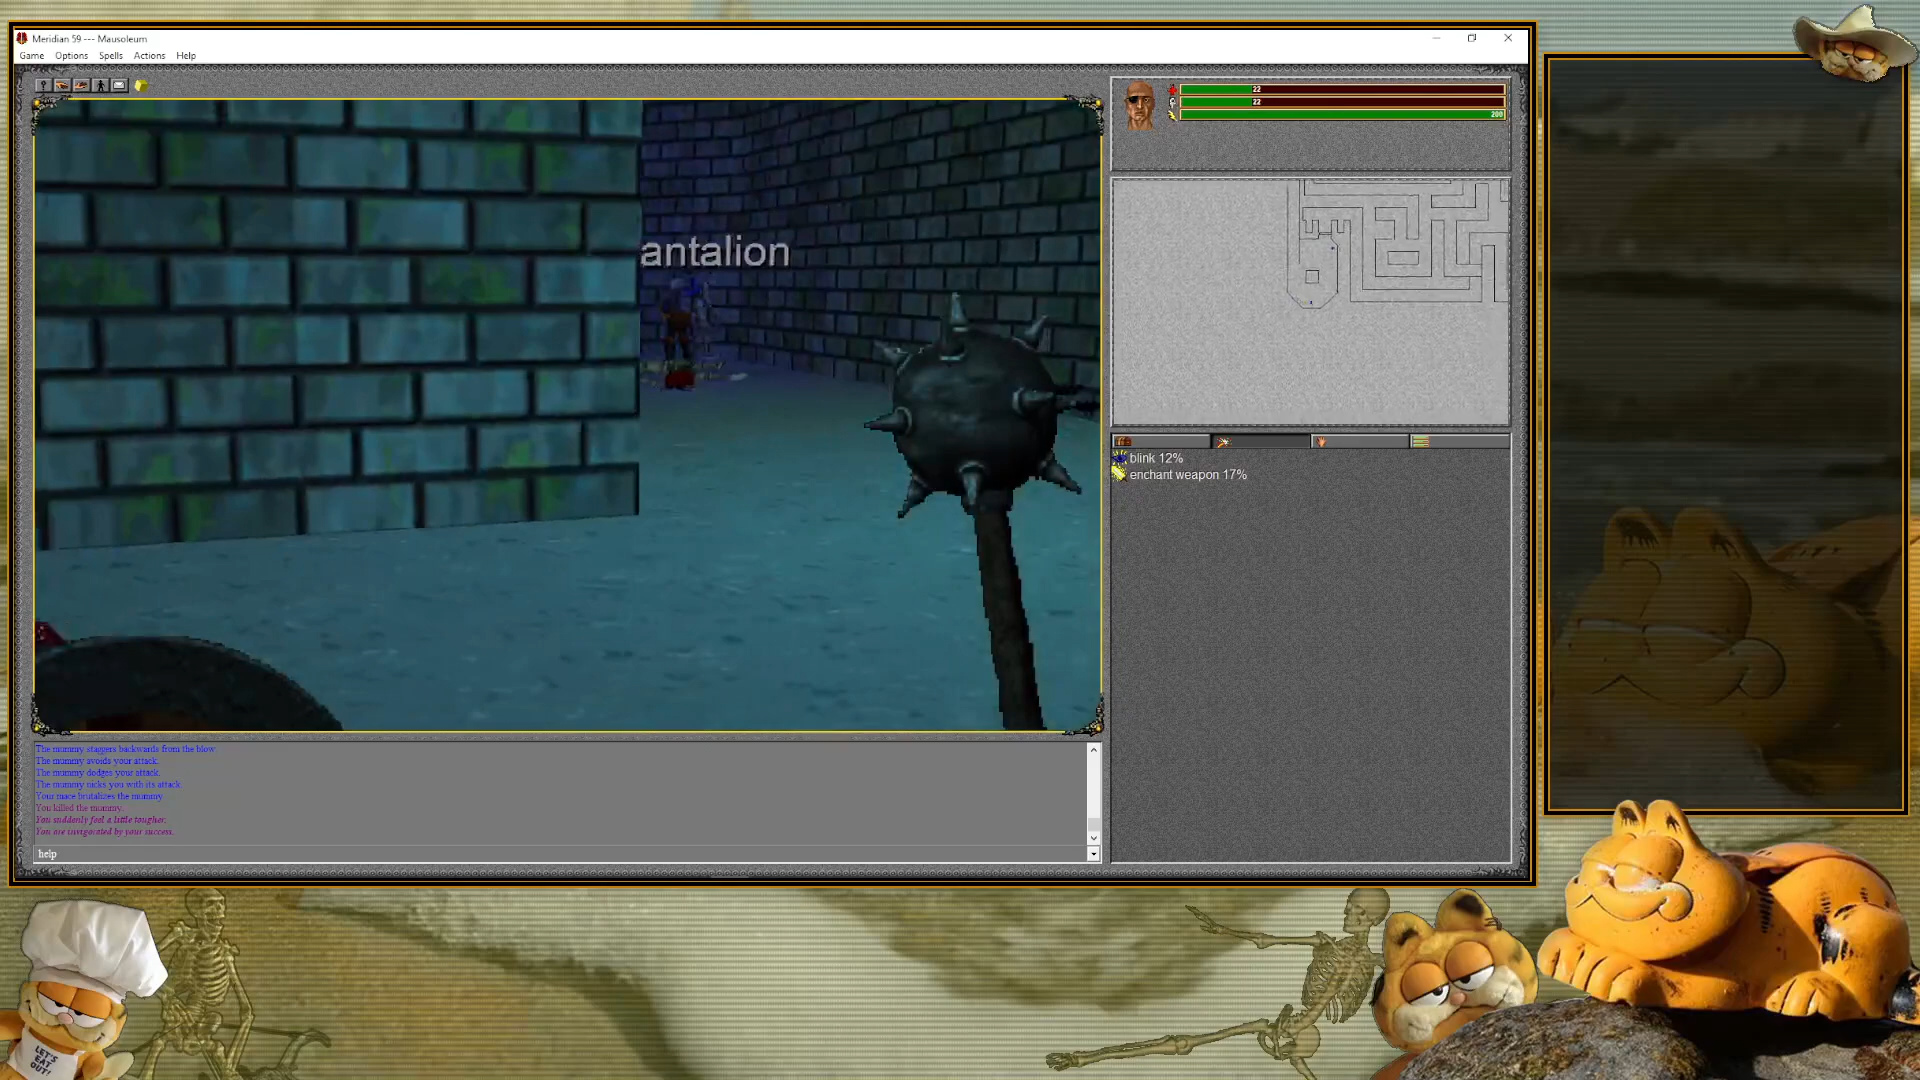 Meridian 59 --- Mausoleum
Game Options Spells Actions Help
22
22
200
antalion
blink 12%
enchant weapon 17%
The mummy staggers backwards from the blow.
The mummy avoids your attack.
The mummy dodges your attack.
The mummy nicks you with its attack.
Your mace brutalizes the mummy.
You killed the mummy.
You suddenly feel a little tougher.
You are invigorated by your success.
help
LET'S
EAT
OUT!